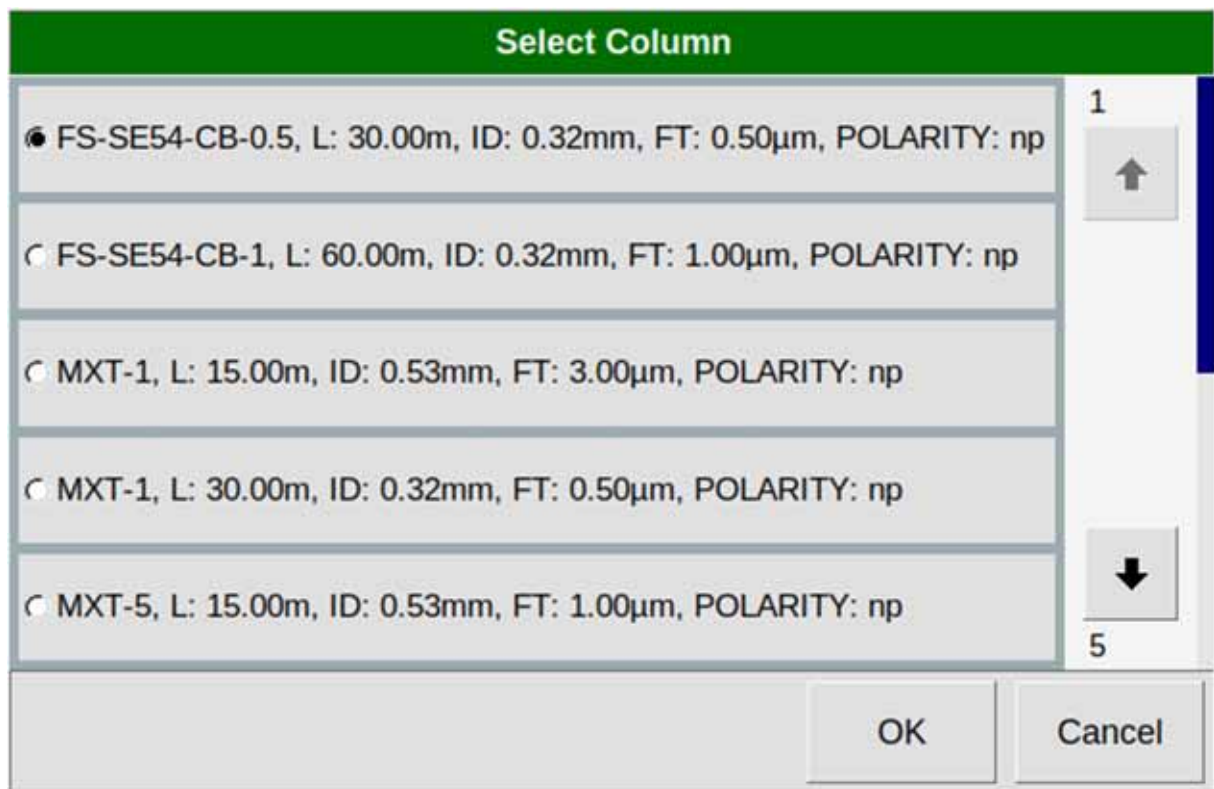 Select Column
FS-SE54-CB-0.5, L: 30.00m, ID: 0.32mm, FT: 0.50µm, POLARITY: np
1
FS-SE54-CB-1, L: 60.00m, ID: 0.32mm, FT: 1.00µm, POLARITY: np
MXT-1, L: 15.00m, ID: 0.53mm, FT: 3.00µm, POLARITY: np
MXT-1, L: 30.00m, ID: 0.32mm, FT: 0.50µm, POLARITY: np
MXT-5, L: 15.00m, ID: 0.53mm, FT: 1.00µm, POLARITY: np
5
OK
Cancel